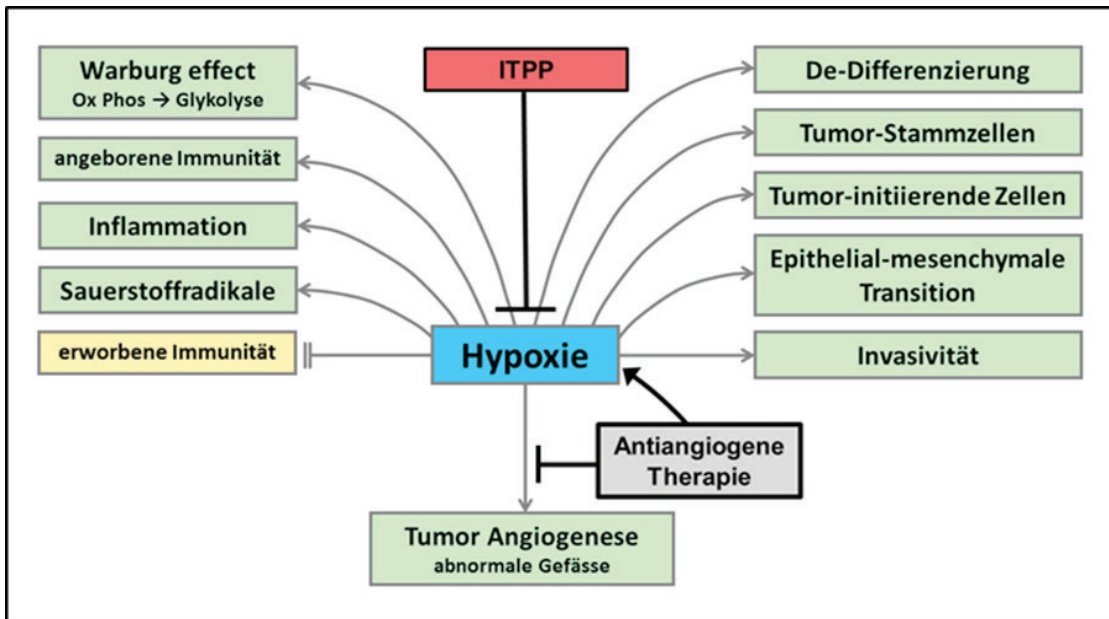 Warburg effect
Ox Phos → Glykolyse
angeborene Immunität
Inflammation
Sauerstoffradikale
erworbene Immunität
ITPP
Hypoxie
De-Differenzierung
Tumor-Stammzellen
Tumor-initiierende Zellen
Epithelial-mesenchymale
Transition
Invasivität
Antiangiogene
Therapie
Tumor Angiogenese
abnormale Gefässe